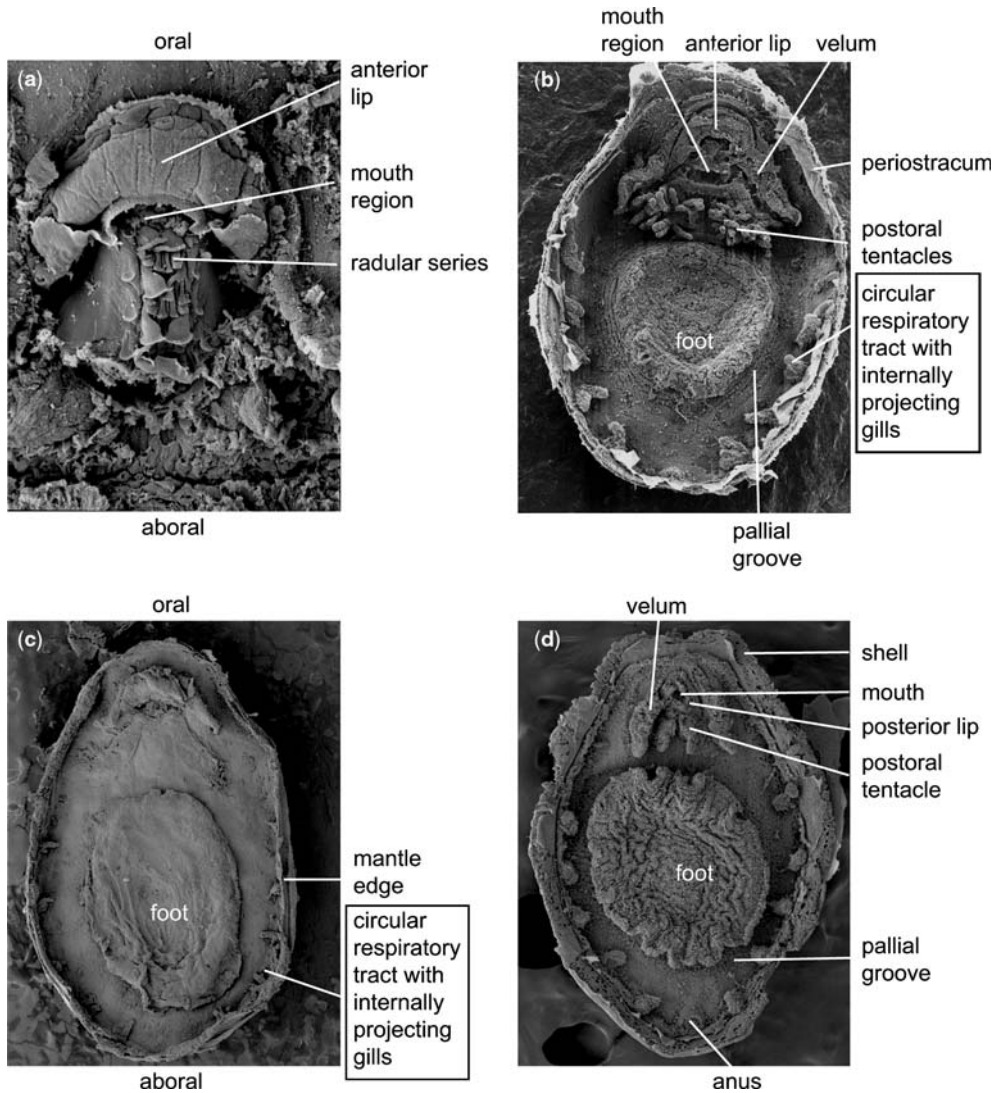 oral
(a)
anterior
lip
mouth
region
radular series
aboral
mouth
region
anterior lip
velum
(b)
periostracum
postoral
tentacles
circular
respiratory
tract with
internally
projecting
gills
foot
pallial
groove
oral
(c)
foot
mantle
edge
circular
respiratory
tract with
internally
projecting
gills
aboral
velum
(d)
shell
mouth
posterior lip
postoral
tentacle
foot
pallial
groove
anus